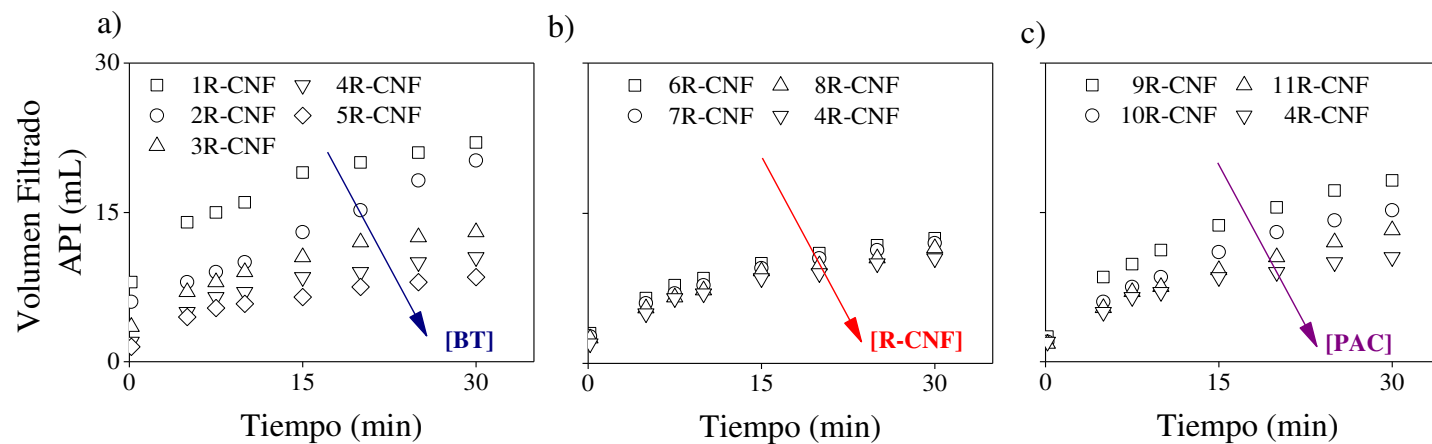 a)
Volumen Filtrado
API (mL)
30
15
0
1R-CNF
2R-CNF
3R-CNF
4R-CNF
5R-CNF
[BT]
0
15
30
Tiempo (min)
b)
6R-CNF
7R-CNF
8R-CNF
4R-CNF
[R-CNF]
0
15
30
Tiempo (min)
c)
9R-CNF
10R-CNF
11R-CNF
4R-CNF
[PAC]
0
15
30
Tiempo (min)